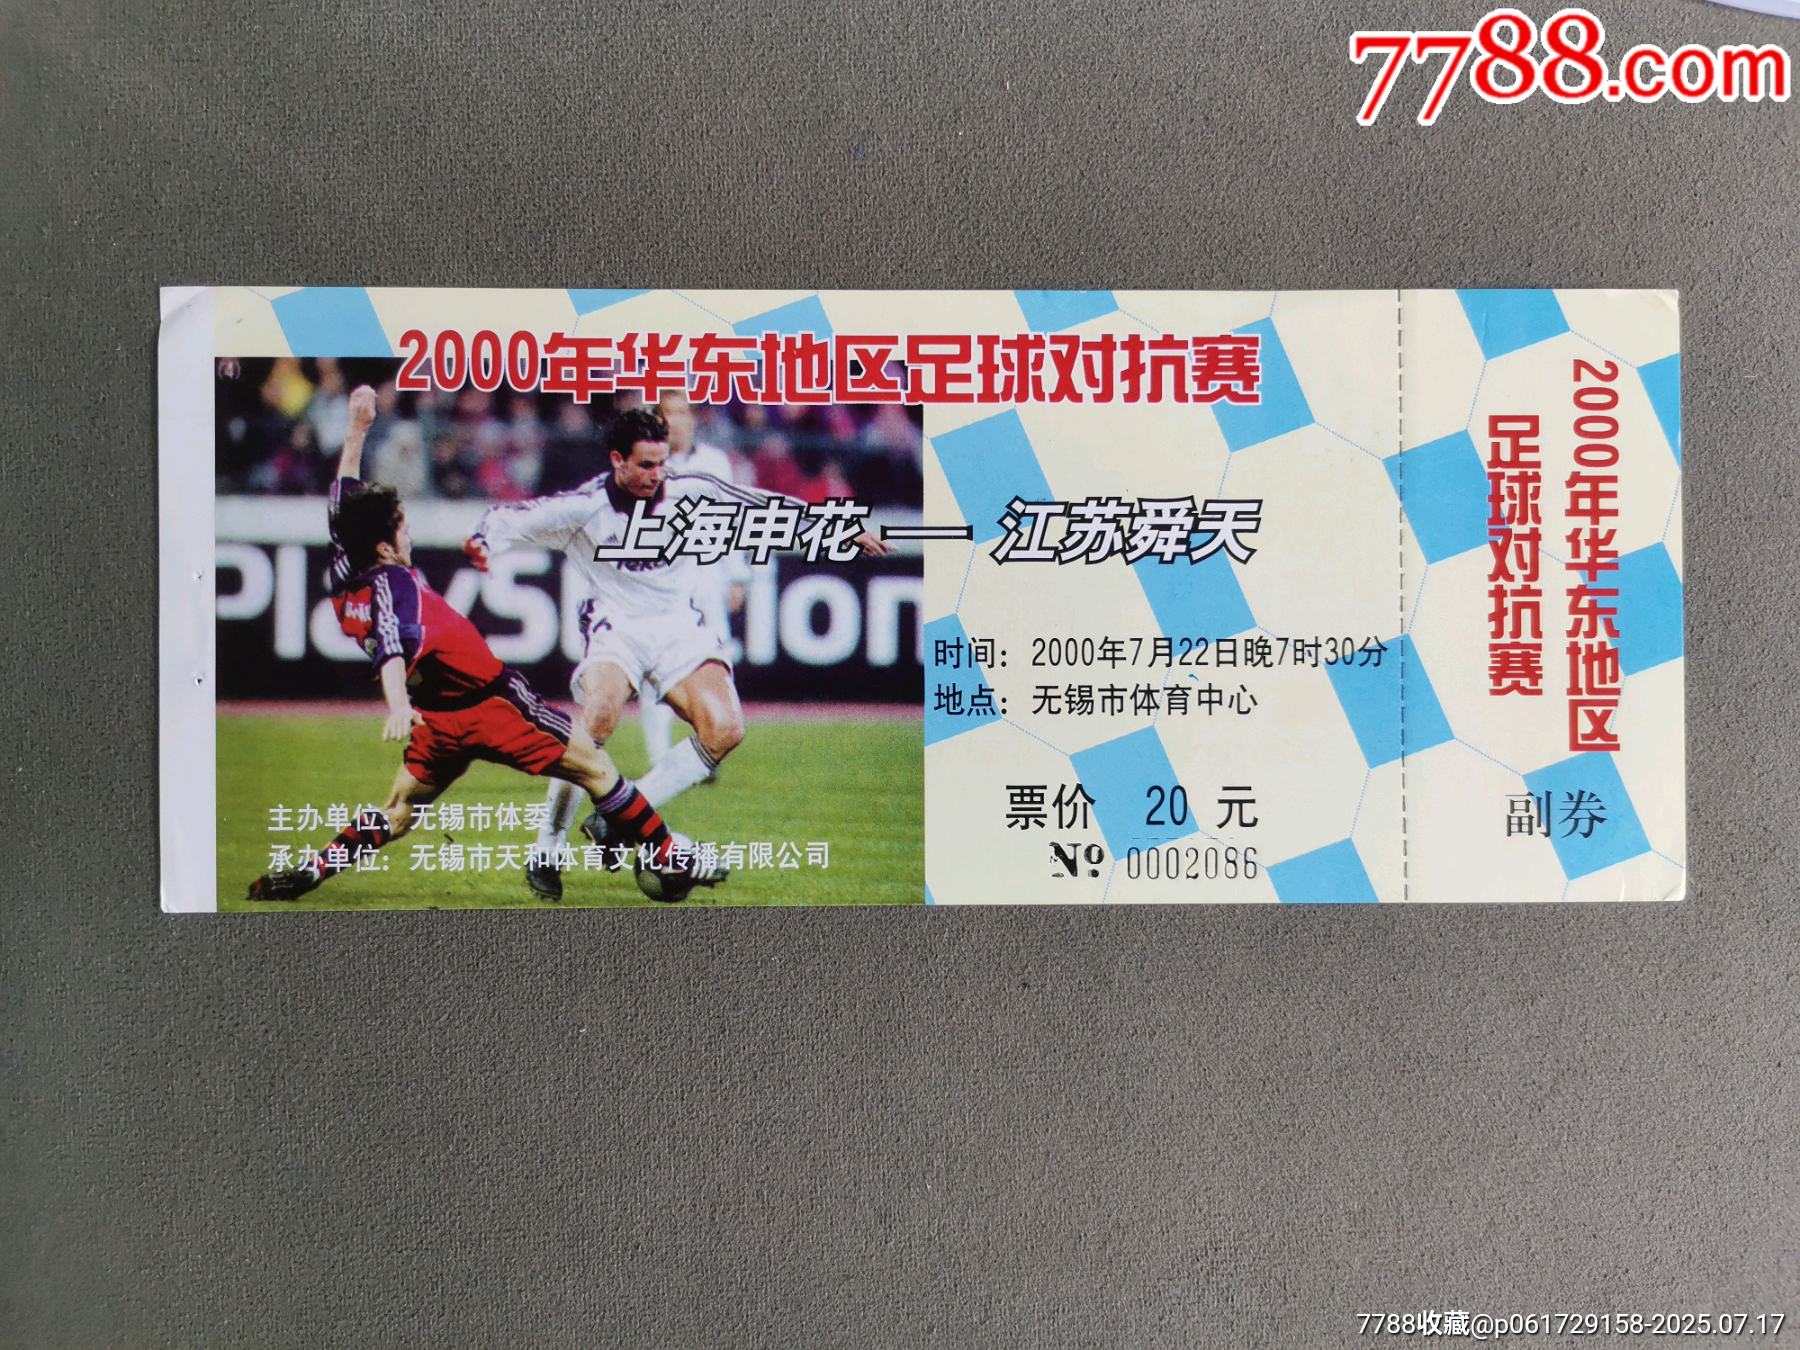 7788.com
2000年华东地区足球对抗赛
上海申花 — 江苏舜天
PlayStation
时间：2000年7月22日晚7时30分
地点：无锡市体育中心
票价 20 元
№ 0002086
主办单位：无锡市体委
承办单位：无锡市天和体育文化传播有限公司
2000年华东地区
足球对抗赛
副券
7788收藏@p061729158-2025.07.17